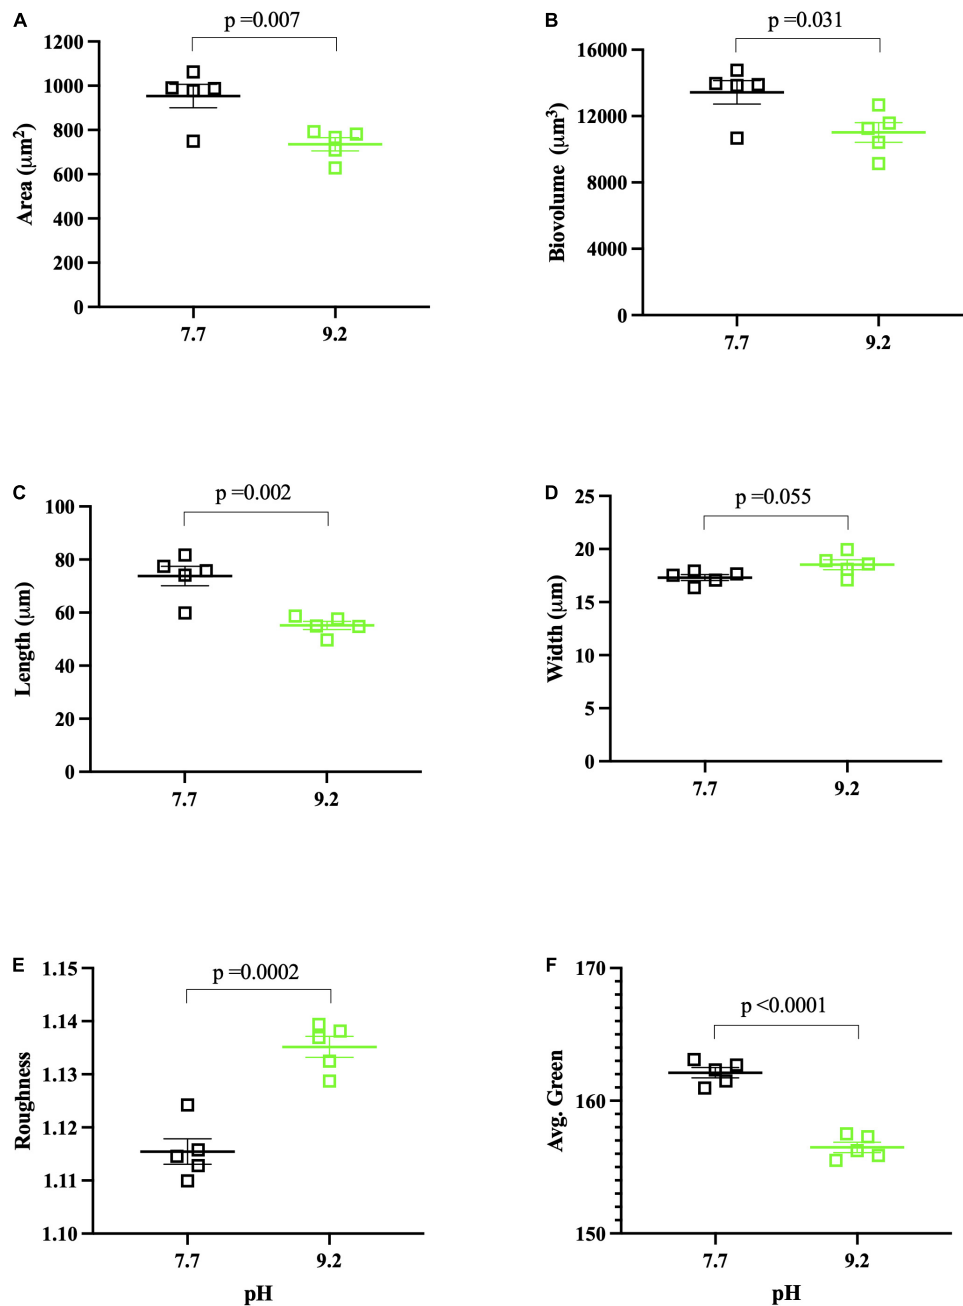 A
p =0.007
1200
1000
800
600
400
200
0
Area (μm²)
7.7 9.2
B
p =0.031
16000
12000
8000
4000
0
Biovolume (μm³)
7.7 9.2
C
p =0.002
100
80
60
40
20
0
Length (μm)
7.7 9.2
D
p =0.055
25
20
15
10
5
0
Width (μm)
7.7 9.2
E
p =0.0002
1.15
1.14
1.13
1.12
1.11
1.10
Roughness
7.7 9.2
pH
F
p <0.0001
170
160
150
Avg. Green
7.7 9.2
pH